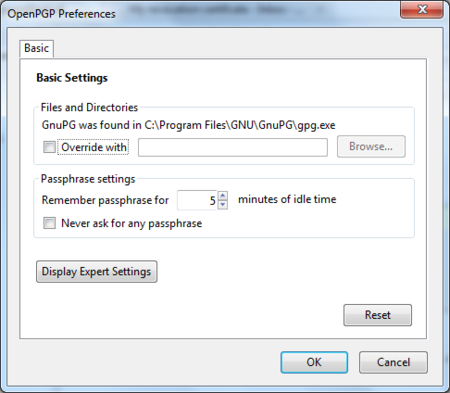 OpenPGP Preferences
Basic
Basic Settings
Files and Directories
GnuPG was found in C:\Program Files\GNU\GnuPG\gpg.exe
Override with
Browse...
Passphrase settings
Remember passphrase for 5 minutes of idle time
Never ask for any passphrase
Display Expert Settings
Reset
OK
Cancel